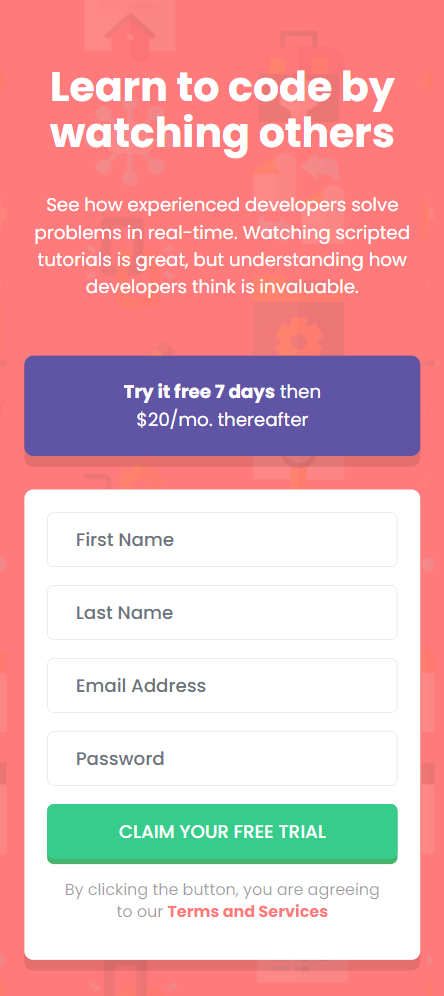 Learn to code by
watching others
See how experienced developers solve
problems in real-time. Watching scripted
tutorials is great, but understanding how
developers think is invaluable.
Try it free 7 days then
$20/mo. thereafter
First Name
Last Name
Email Address
Password
CLAIM YOUR FREE TRIAL
By clicking the button, you are agreeing
to our Terms and Services